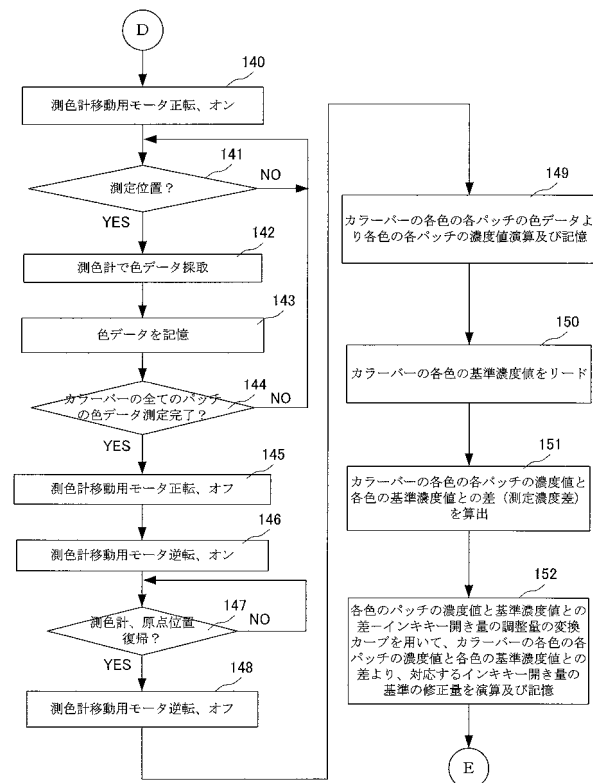 D
140
測色計移動用モータ正転、オン
141
測定位置？
NO
YES
142
測色計で色データ採取
143
色データを記憶
144
カラーバーの全てのパッチ
の色データ測定完了？
NO
YES
145
測色計移動用モータ正転、オフ
146
測色計移動用モータ逆転、オン
147
測色計、原点位置
復帰？
NO
YES
148
測色計移動用モータ逆転、オフ
149
カラーバーの各色の各パッチの色データよ
り各色の各パッチの濃度値演算及び記憶
150
カラーバーの各色の基準濃度値をリード
151
カラーバーの各色の各パッチの濃度値と
各色の基準濃度値との差（測定濃度差）
を算出
152
各色のパッチの濃度値と基準濃度値との
差－インキキー開き量の調整量の変換
カーブを用いて、カラーバーの各色の各
パッチの濃度値と各色の基準濃度値との
差より、対応するインキキー開き量の
基準の修正量を演算及び記憶
E